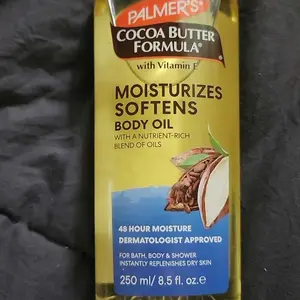 PALMER'S®
COCOA BUTTER
FORMULA®
with Vitamin E
MOISTURIZES
SOFTENS
BODY OIL
WITH A NUTRIENT-RICH
BLEND OF OILS
48 HOUR MOISTURE
DERMATOLOGIST APPROVED
FOR BATH, BODY & SHOWER
INSTANTLY REPLENISHES DRY SKIN
250 ml/ 8.5 fl. oz.℮